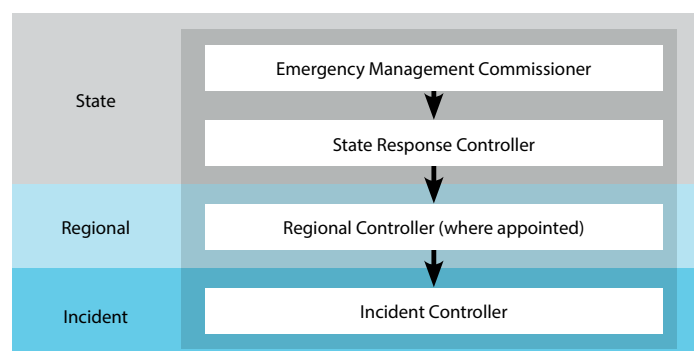 State
Emergency Management Commissioner
State Response Controller
Regional
Regional Controller (where appointed)
Incident
Incident Controller